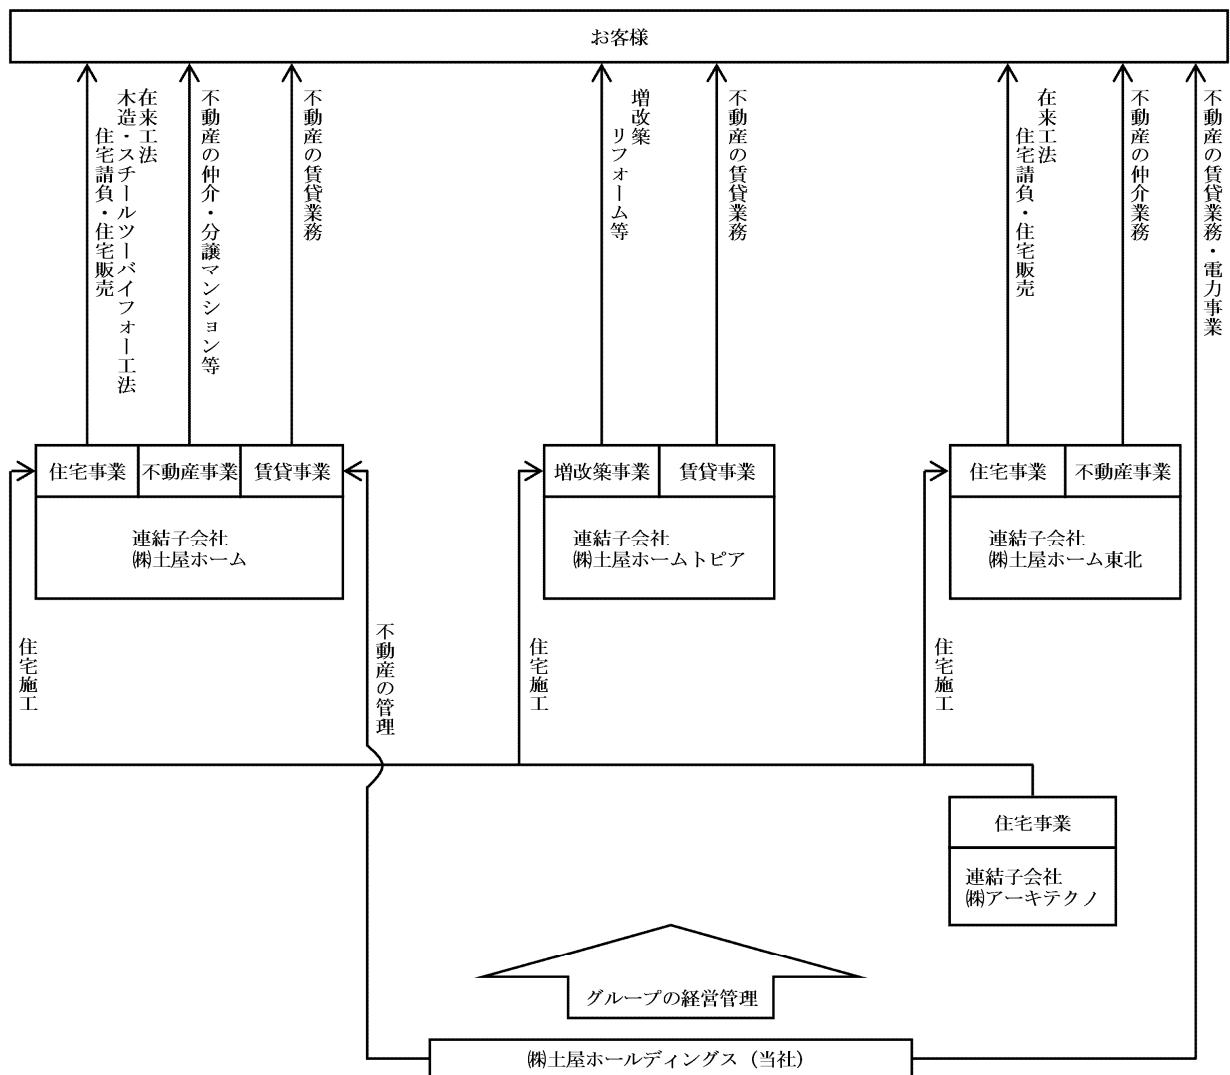 お客様
在来工法
木造・スチールツーバイフォー工法
住宅請負・住宅販売
不動産の仲介・分譲マンション等
不動産の賃貸業務
増改築
リフォーム等
不動産の賃貸業務
在来工法
住宅請負・住宅販売
不動産の仲介業務
不動産の賃貸業務・電力事業
住宅事業
不動産事業
賃貸事業
連結子会社
㈱土屋ホーム
増改築事業
賃貸事業
連結子会社
㈱土屋ホームトピア
住宅事業
不動産事業
連結子会社
㈱土屋ホーム東北
住宅施工
不動産の管理
住宅施工
住宅施工
住宅事業
連結子会社
㈱アーキテクノ
グループの経営管理
㈱土屋ホールディングス（当社）